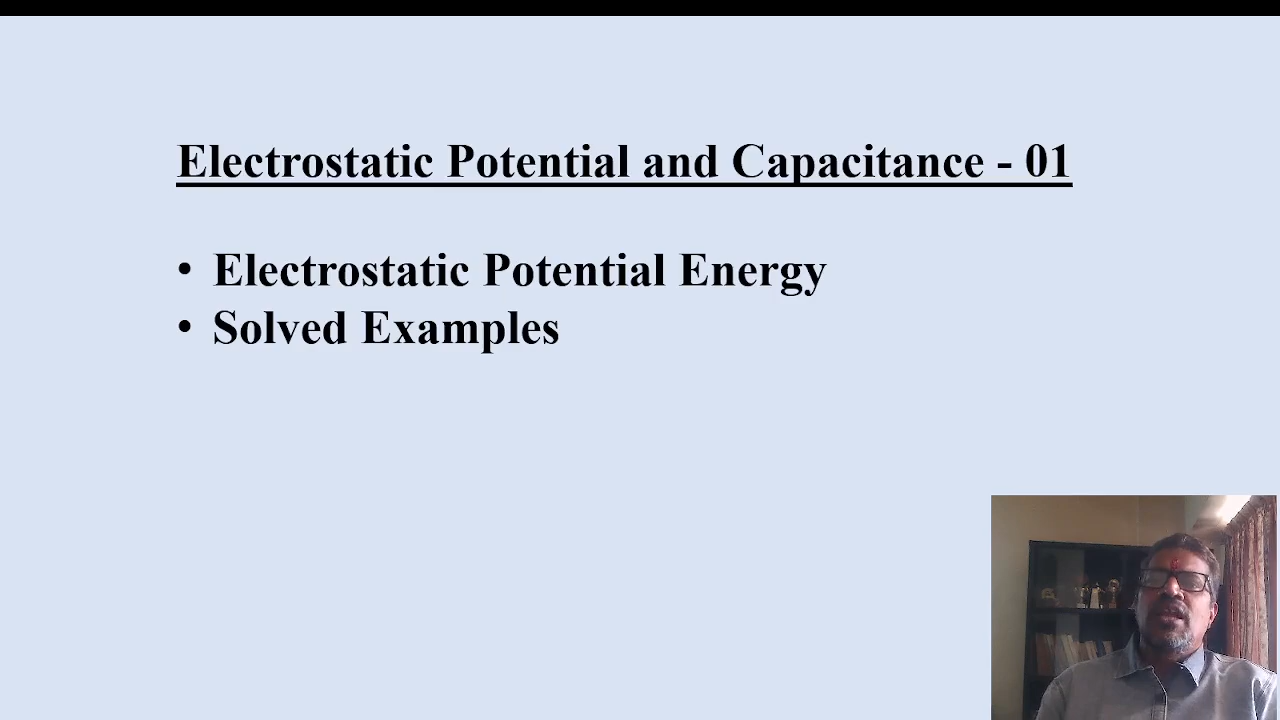 Electrostatic Potential and Capacitance - 01
• Electrostatic Potential Energy
• Solved Examples